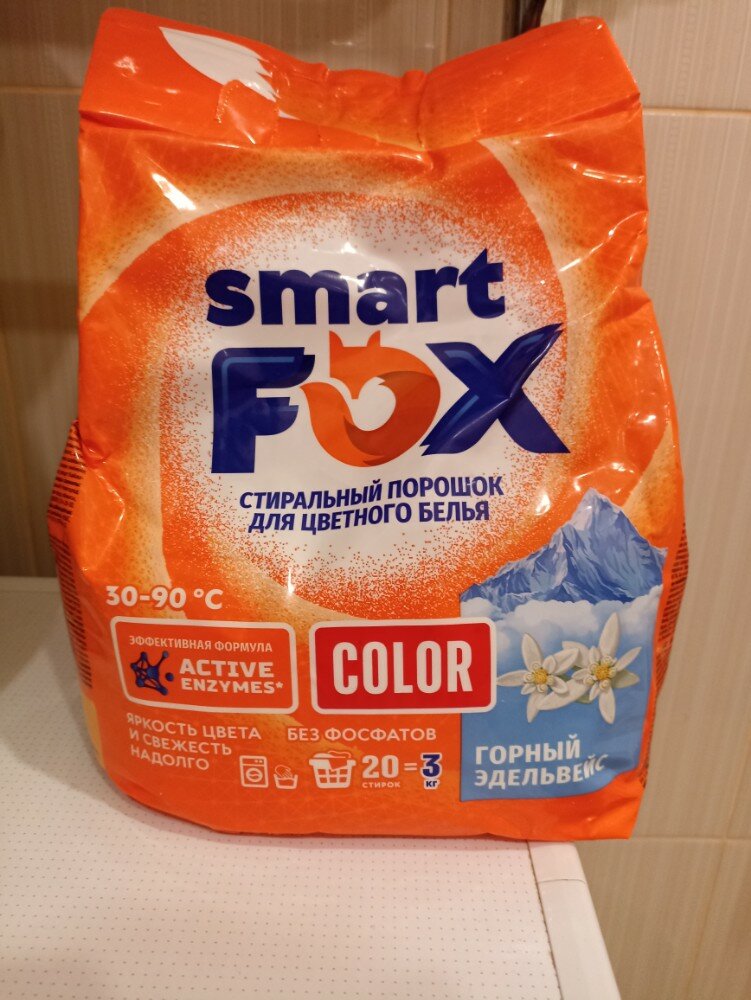 smart
FOX
СТИРАЛЬНЫЙ ПОРОШОК
ДЛЯ ЦВЕТНОГО БЕЛЬЯ
30-90 °C
ЭФФЕКТИВНАЯ ФОРМУЛА
ACTIVE
ENZYMES*
COLOR
ЯРКОСТЬ ЦВЕТА
И СВЕЖЕСТЬ
НАДОЛГО
БЕЗ ФОСФАТОВ
20 = 3
СТИРОК КГ
ГОРНЫЙ
ЭДЕЛЬВЕЙС